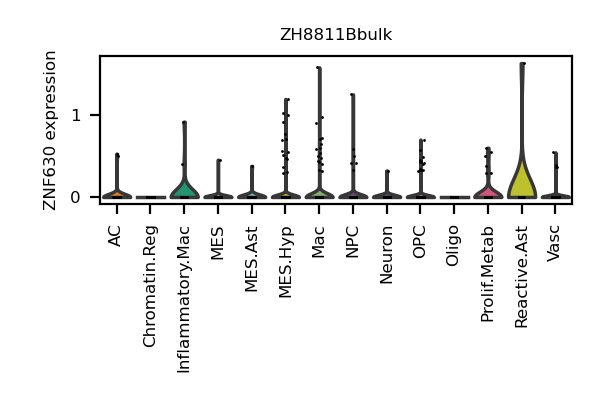 ZH8811Bbulk
ZNF630 expression
1
0
AC
Chromatin.Reg
Inflammatory.Mac
MES
MES.Ast
MES.Hyp
Mac
NPC
Neuron
OPC
Oligo
Prolif.Metab
Reactive.Ast
Vasc